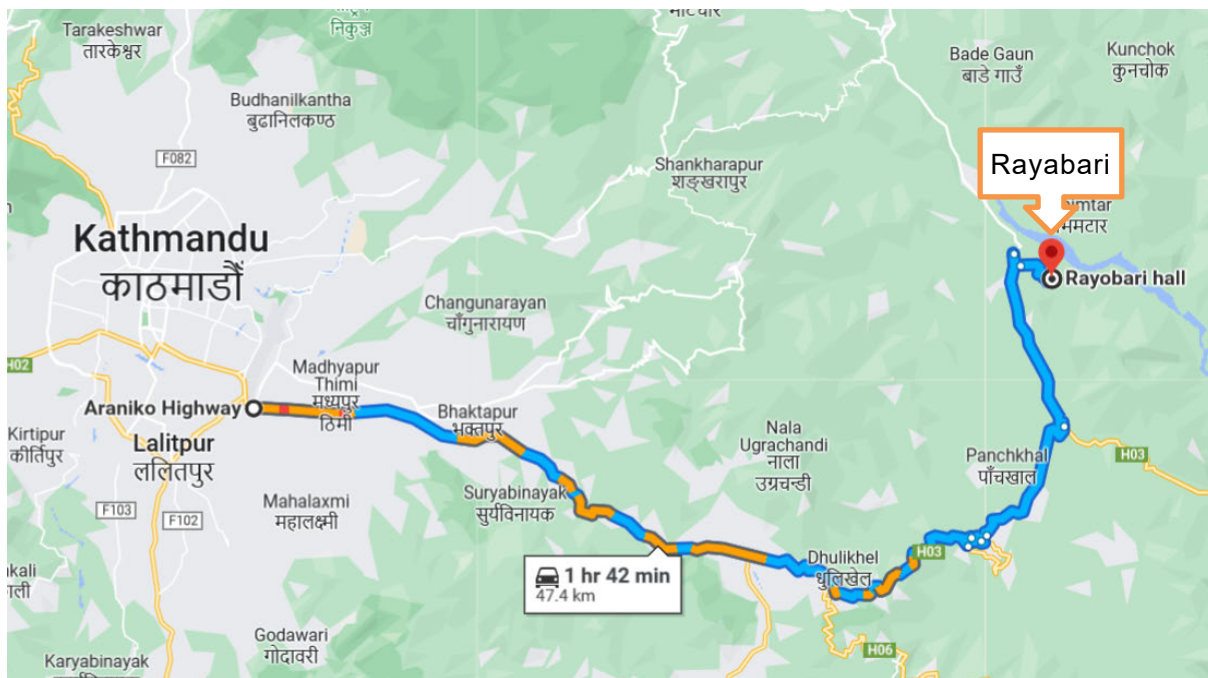 Tarakeshwar
तारकेश्वर
निकुञ्ज
Bade Gaun
बाडे गाउँ
Kunchok
कुनचोक
Budhanilkantha
बुढानिलकण्ठ
F082
Shankharapur
शङ्खरापुर
Rayabari
Kathmandu
काठमाडौँ
Rayobari hall
Changunarayan
चाँगुनारायण
H02
Madhyapur
Thimi
मध्यपुर
ठिमी
Araniko Highway
Bhaktapur
भक्तपुर
Kirtipur
कीर्तिपुर
Lalitpur
ललितपुर
Nala
Ugrachandi
नाला
उग्रचन्डी
Panchkhal
पाँचखाल
H03
Mahalaxmi
महालक्ष्मी
Suryabinayak
सुर्यविनायक
F103
F102
Dhulikhel
धुलिखेल
H03
1 hr 42 min
47.4 km
Godawari
गोदावरी
H06
Karyabinayak